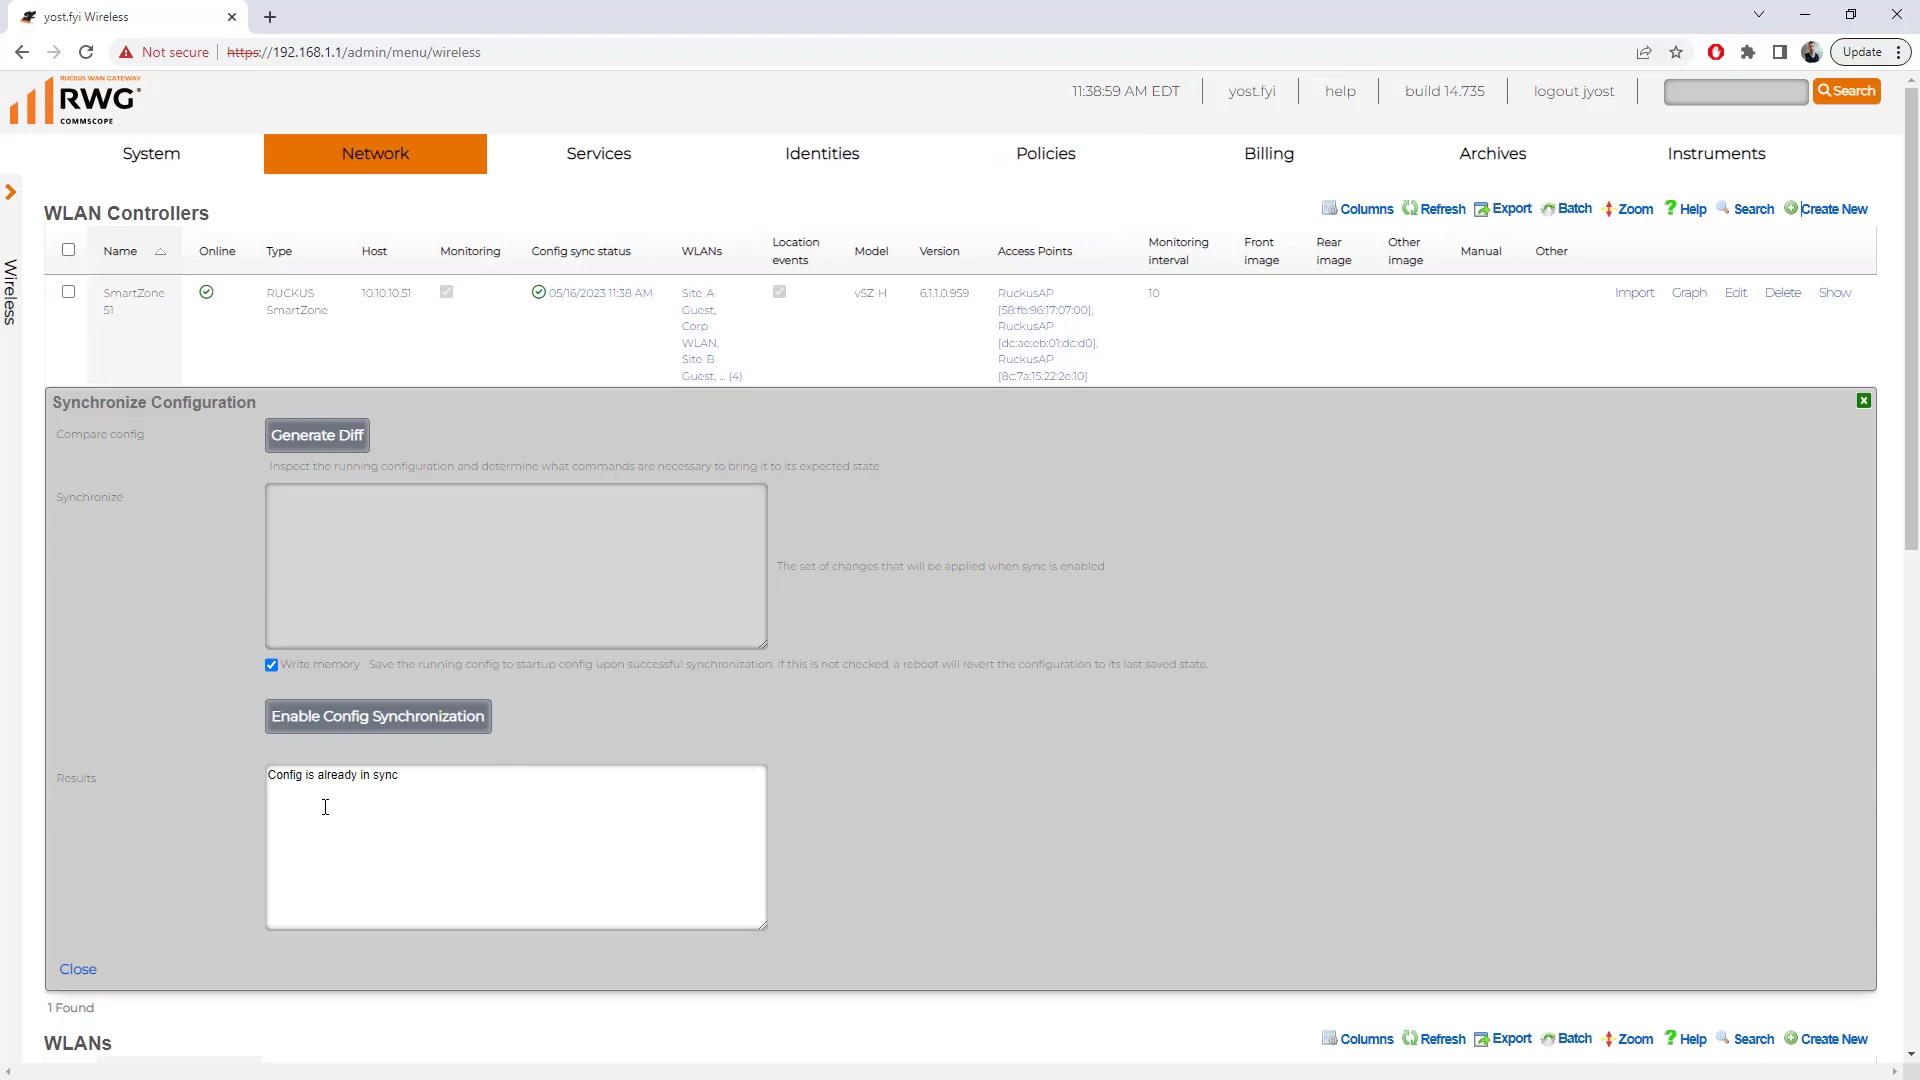 yost.fyi Wireless
Not secure
https://192.168.1.1/admin/menu/wireless
Update
RUCKUS WAN GATEWAY
RWG
COMMSCOPE
11:38:59 AM EDT
yost.fyi
help
build 14.735
logout jyost
Search
System
Network
Services
Identities
Policies
Billing
Archives
Instruments
Wireless
WLAN Controllers
Columns
Refresh
Export
Batch
Zoom
Help
Search
Create New
Name
Online
Type
Host
Monitoring
Config sync status
WLANs
Location
events
Model
Version
Access Points
Monitoring
interval
Front
image
Rear
image
Other
image
Manual
Other
SmartZone
51
RUCKUS
SmartZone
10.10.10.51
05/16/2023 11:38 AM
Site-A
Guest,
Corp
WLAN,
Site-B
Guest, ... (4)
vSZ-H
6.1.1.0.959
RuckusAP
[58:fb:96:17:07:00],
RuckusAP
[dc:ae:eb:01:dc:d0],
RuckusAP
[8c:7a:15:22:2e:10]
10
Import
Graph
Edit
Delete
Show
Synchronize Configuration
Compare config
Generate Diff
Inspect the running configuration and determine what commands are necessary to bring it to its expected state
Synchronize
The set of changes that will be applied when sync is enabled
Write memory Save the running config to startup config upon successful synchronization. If this is not checked, a reboot will revert the configuration to its last saved state.
Enable Config Synchronization
Results
Config is already in sync
Close
1 Found
WLANs
Columns
Refresh
Export
Batch
Zoom
Help
Search
Create New